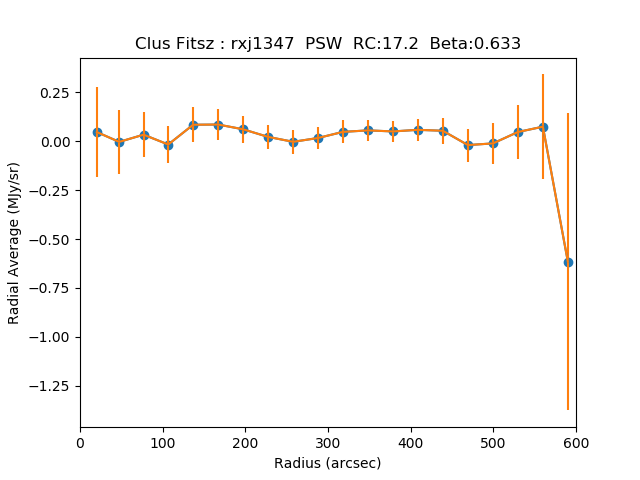 Clus Fitsz : rxj1347  PSW  RC:17.2  Beta:0.633
0.25
0.00
−0.25
−0.50
−0.75
−1.00
−1.25
Radial Average (MJy/sr)
0 100 200 300 400 500 600
Radius (arcsec)